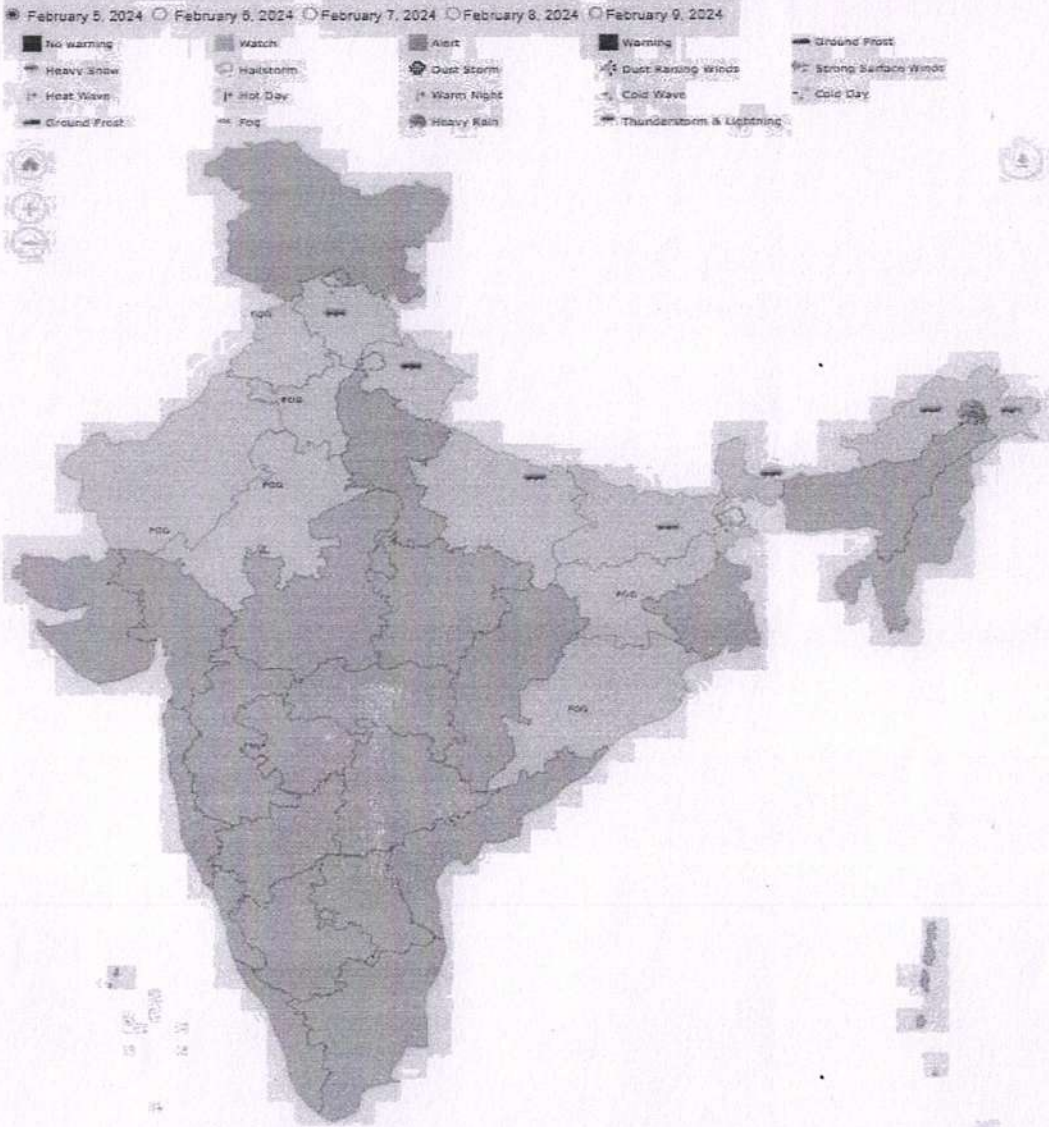 February 5, 2024 February 6, 2024 February 7, 2024 February 8, 2024 February 9, 2024
No warning Watch Alert Warning Ground Frost
Heavy Snow Hailstorm Dust Storm Dust Raising Winds Strong Surface Winds
Heat Wave Hot Day Warm Night Cold Wave Cold Day
Ground Frost Fog Heavy Rain Thunderstorm & Lightning
FOG
FOG
FOG
FOG
FOG
FOG